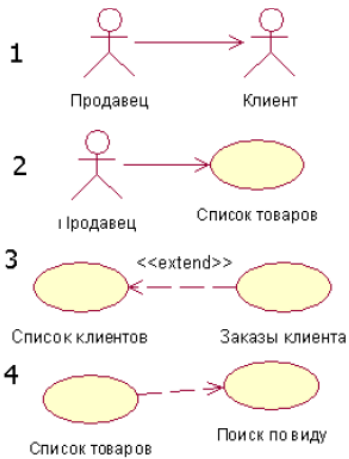 1
Продавец
Клиент
2
Продавец
Список товаров
3
<<extend>>
Список клиентов
Заказы клиента
4
Список товаров
Поиск по виду